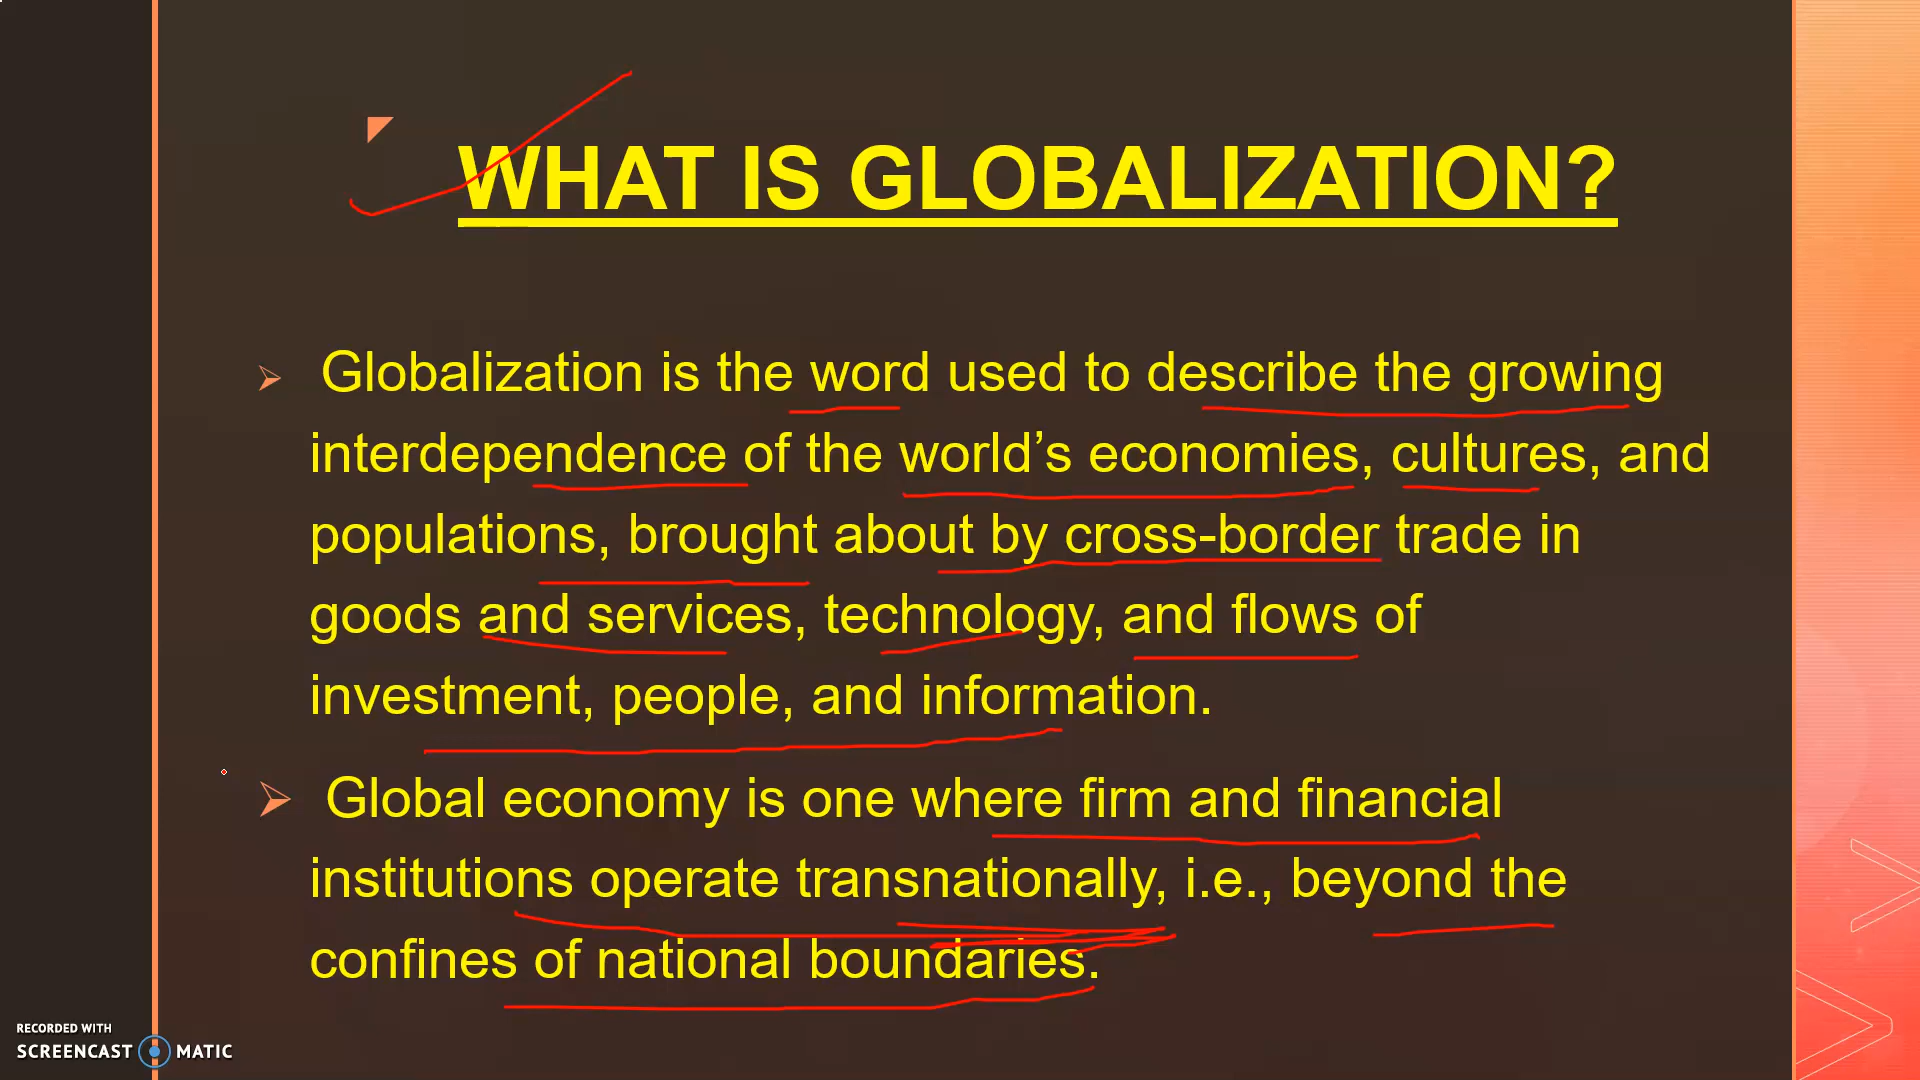 WHAT IS GLOBALIZATION?
Globalization is the word used to describe the growing
interdependence of the world’s economies, cultures, and
populations, brought about by cross-border trade in
goods and services, technology, and flows of
investment, people, and information.
Global economy is one where firm and financial
institutions operate transnationally, i.e., beyond the
confines of national boundaries.
RECORDED WITH
SCREENCAST MATIC